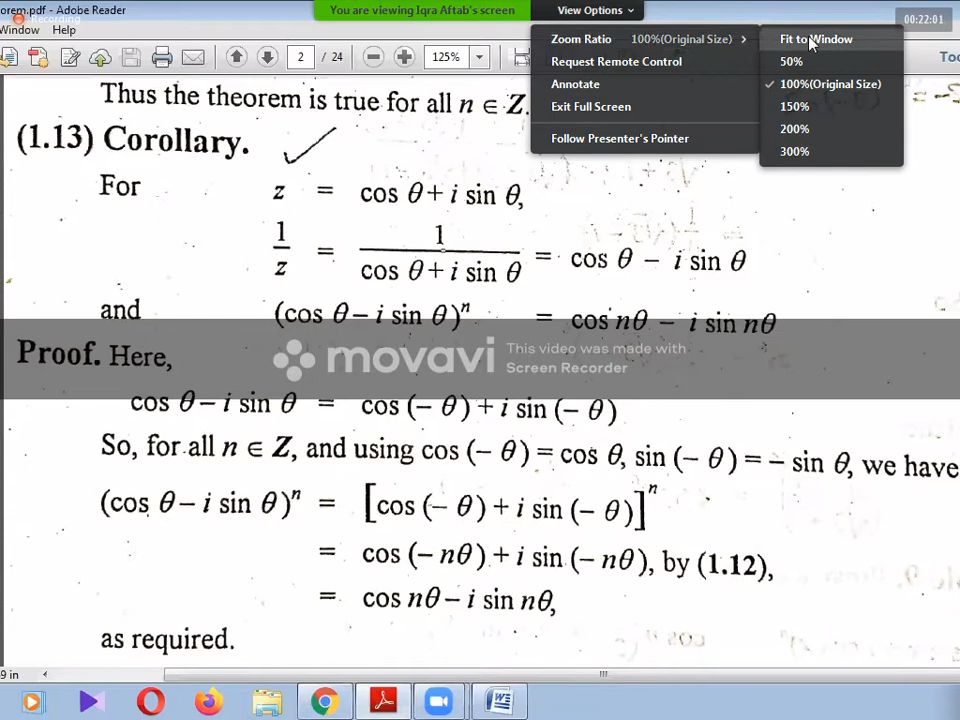 orem.pdf - Adobe Reader
Recording
You are viewing Iqra Aftab's screen
View Options
00:22:01
Window Help
2 / 24
125%
Zoom Ratio 100%(Original Size)
Request Remote Control
Annotate
Exit Full Screen
Follow Presenter's Pointer
Fit to Window
50%
100%(Original Size)
150%
200%
300%
Thus the theorem is true for all n ∈ Z.
(1.13) Corollary.
For z = cos θ + i sin θ,
1/z = 1/(cos θ + i sin θ) = cos θ − i sin θ
and (cos θ − i sin θ)ⁿ = cos nθ − i sin nθ
Proof. Here,
movavi
This video was made with
Screen Recorder
cos θ − i sin θ = cos (− θ) + i sin (− θ)
So, for all n ∈ Z, and using cos (− θ) = cos θ, sin (− θ) = − sin θ, we have
(cos θ − i sin θ)ⁿ = [cos (− θ) + i sin (− θ)]ⁿ
= cos (− nθ) + i sin (− nθ), by (1.12),
= cos nθ − i sin nθ,
as required.
9 in